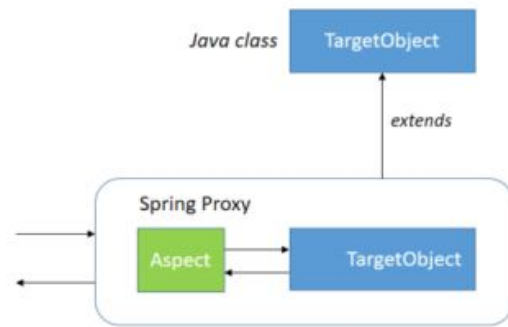 Java class
TargetObject
extends
Spring Proxy
Aspect
TargetObject